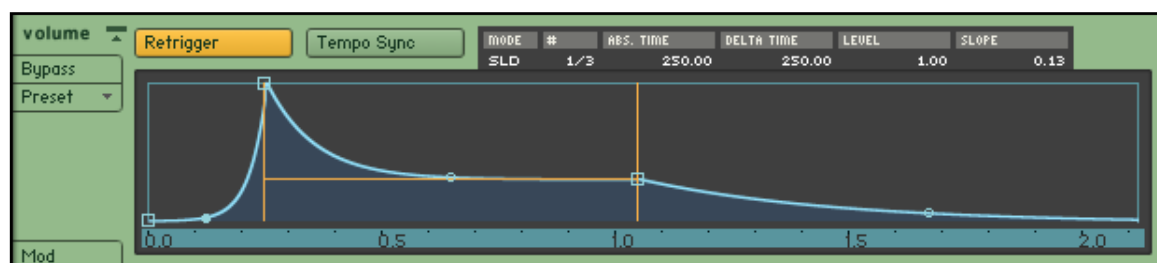 volume
Retrigger
Tempo Sync
MODE # ABS. TIME DELTA TIME LEVEL SLOPE
SLD 1/3 250.00 250.00 1.00 0.13
Bypass
Preset
0.0 0.5 1.0 1.5 2.0
Mod